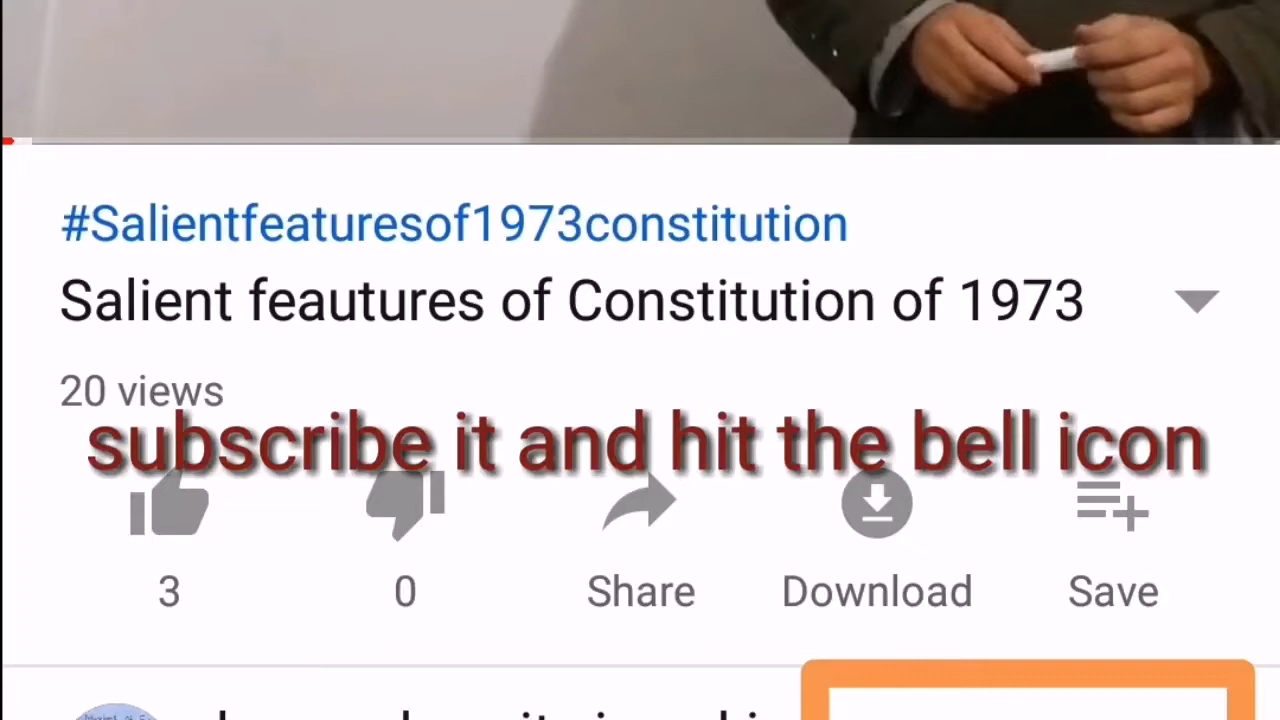 #Salientfeaturesof1973constitution
Salient feautures of Constitution of 1973
20 views
subscribe it and hit the bell icon
3 0 Share Download Save